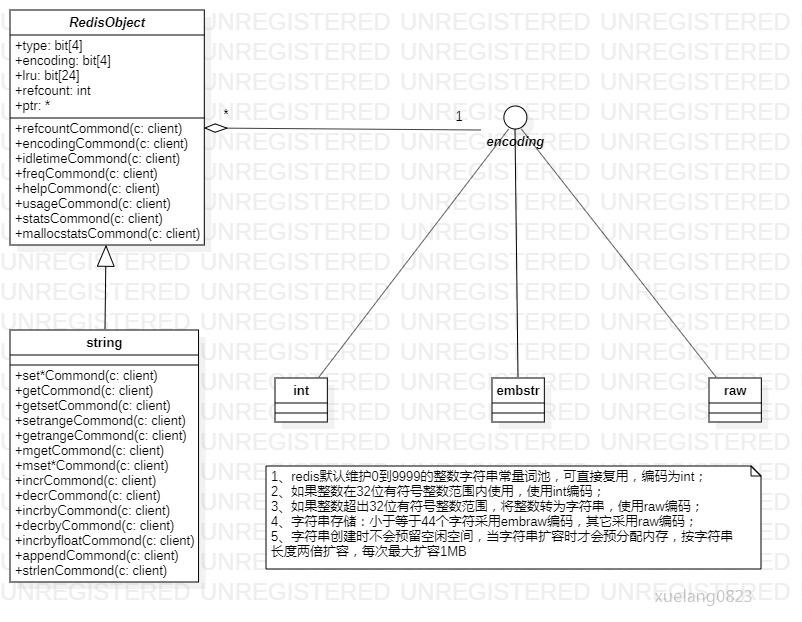 RedisObject
+type: bit[4]
+encoding: bit[4]
+lru: bit[24]
+refcount: int
+ptr: *
+refcountCommond(c: client)
+encodingCommond(c: client)
+idletimeCommond(c: client)
+freqCommond(c: client)
+helpCommond(c: client)
+usageCommond(c: client)
+statsCommond(c: client)
+mallocstatsCommond(c: client)
*
1
encoding
string
+set*Commond(c: client)
+getCommond(c: client)
+getsetCommond(c: client)
+setrangeCommond(c: client)
+getrangeCommond(c: client)
+mgetCommond(c: client)
+mset*Commond(c: client)
+incrCommond(c: client)
+decrCommond(c: client)
+incrbyCommond(c: client)
+decrbyCommond(c: client)
+incrbyfloatCommond(c: client)
+appendCommond(c: client)
+strlenCommond(c: client)
int
embstr
raw
1、redis默认维护0到9999的整数字符串常量词池，可直接复用，编码为int；
2、如果整数在32位有符号整数范围内使用，使用int编码；
3、如果整数超出32位有符号整数范围，将整数转为字符串，使用raw编码；
4、字符串存储：小于等于44个字符采用embraw编码，其它采用raw编码；
5、字符串创建时不会预留空闲空间，当字符串扩容时才会预分配内存，按字符串
长度两倍扩容，每次最大扩容1MB
UNREGISTERED
xuelang0823